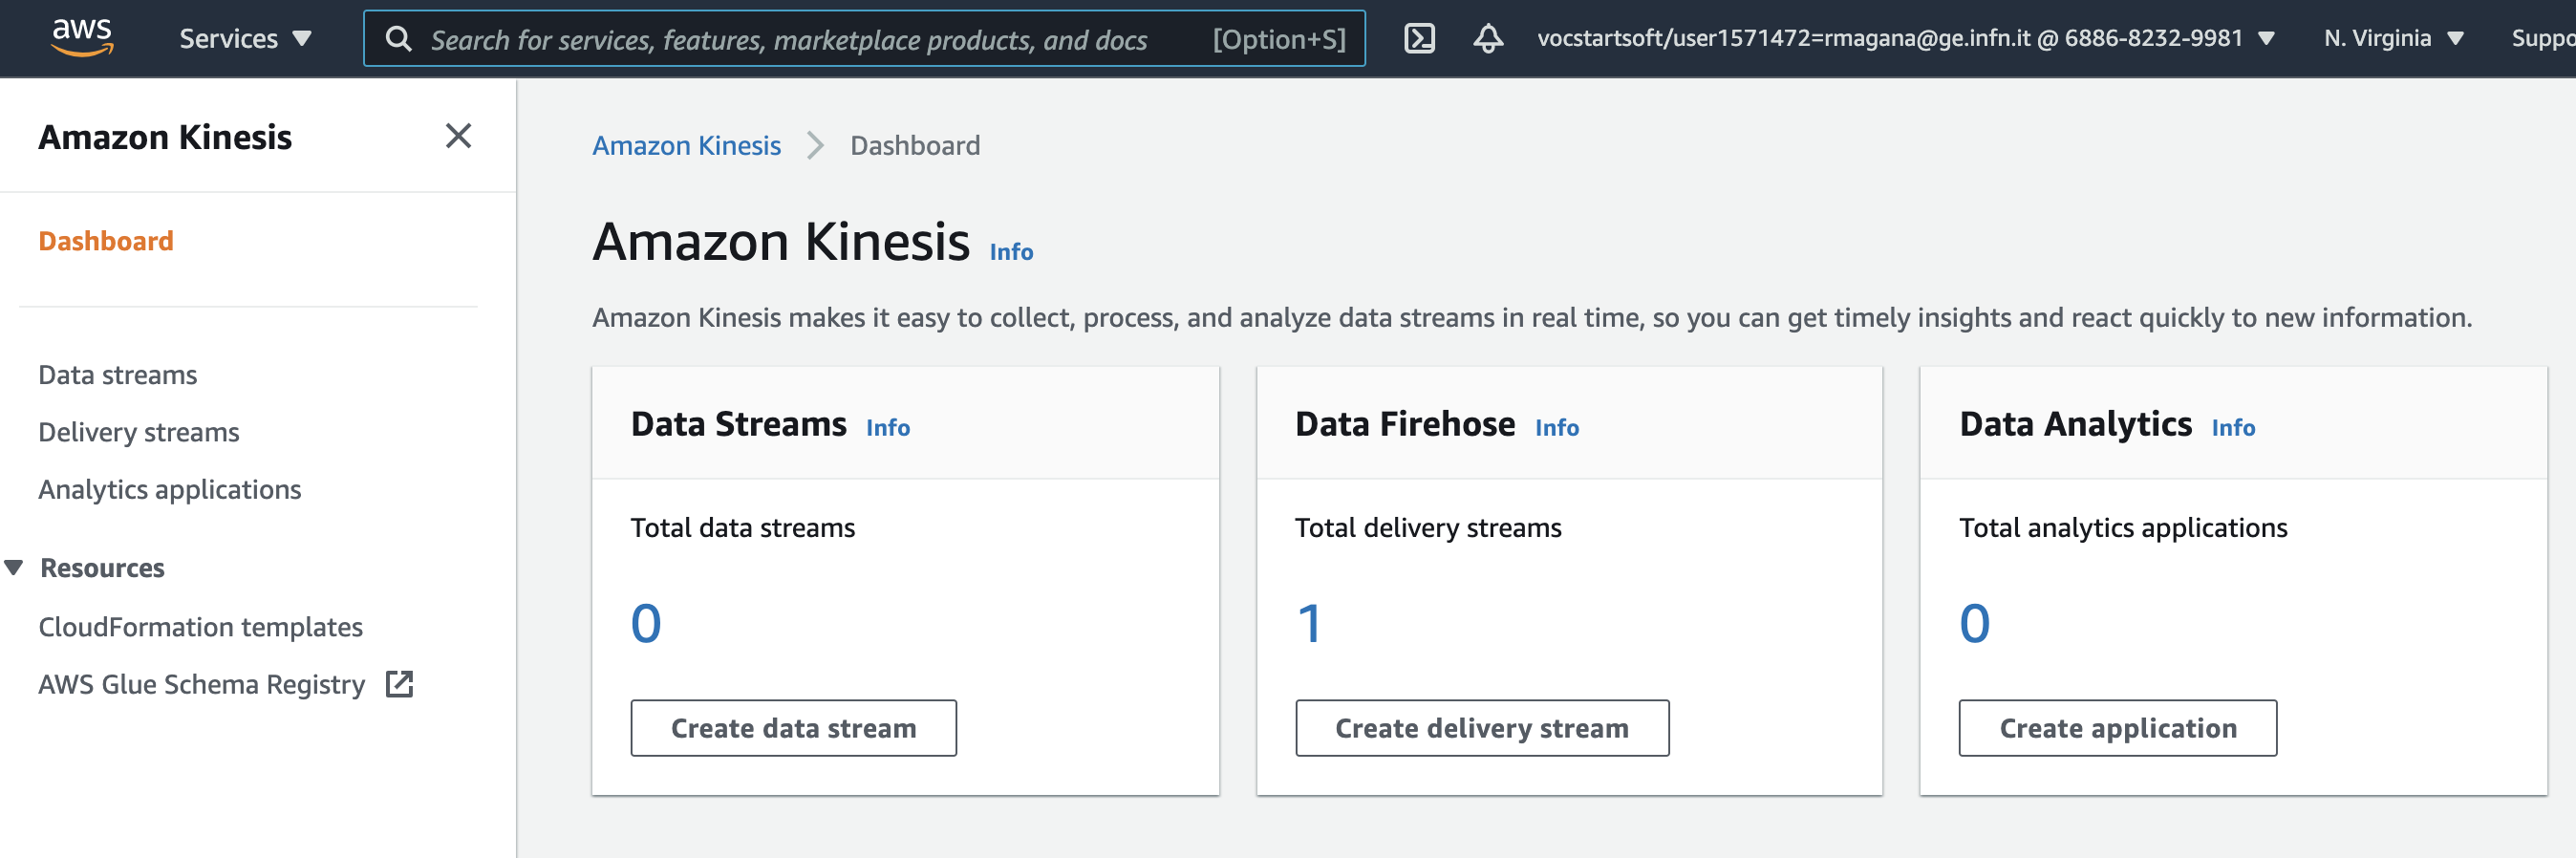 aws
Services
Search for services, features, marketplace products, and docs [Option+S]
vocstartsoft/user1571472=rmagana@ge.infn.it @ 6886-8232-9981
N. Virginia
Suppo
Amazon Kinesis
Dashboard
Data streams
Delivery streams
Analytics applications
Resources
CloudFormation templates
AWS Glue Schema Registry
Amazon Kinesis Dashboard
Amazon Kinesis Info
Amazon Kinesis makes it easy to collect, process, and analyze data streams in real time, so you can get timely insights and react quickly to new information.
Data Streams Info
Total data streams
0
Create data stream
Data Firehose Info
Total delivery streams
1
Create delivery stream
Data Analytics Info
Total analytics applications
0
Create application